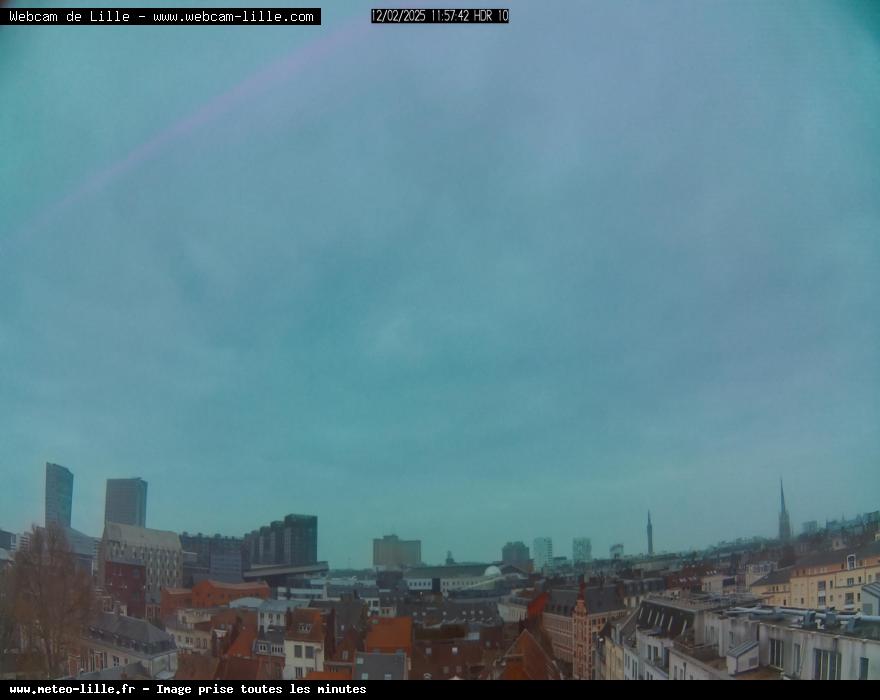 Webcam de Lille - www.webcam-lille.com
12/02/2025 11:57:42 HDR 10
www.meteo-lille.fr - Image prise toutes les minutes